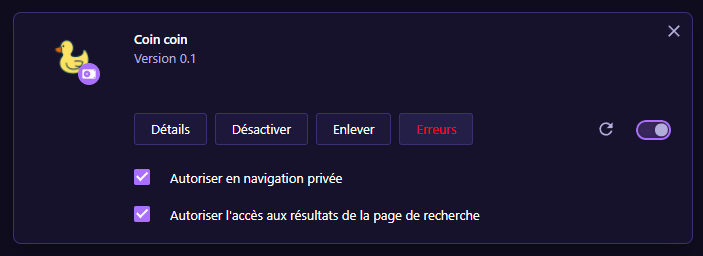 Coin coin
Version 0.1
Détails Désactiver Enlever Erreurs
Autoriser en navigation privée
Autoriser l'accès aux résultats de la page de recherche